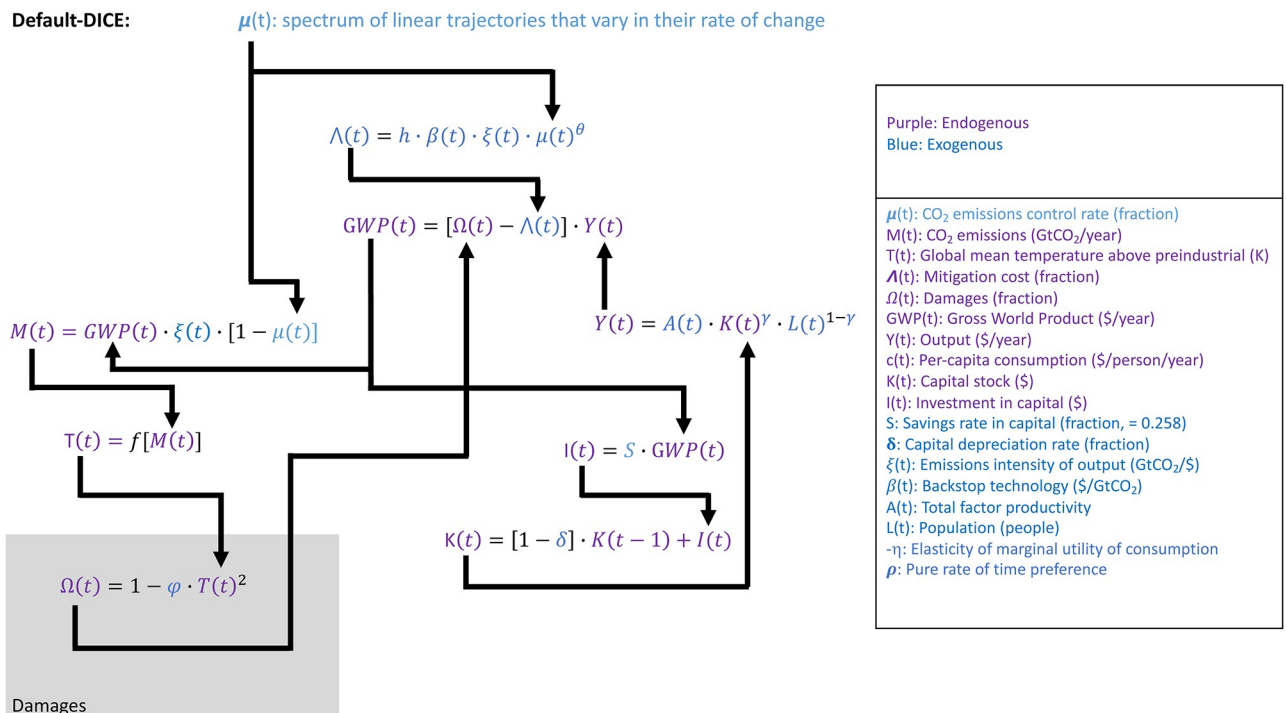 Default-DICE:
μ(t): spectrum of linear trajectories that vary in their rate of change
Λ(t) = h · β(t) · ξ(t) · μ(t)^θ
GWP(t) = [Ω(t) − Λ(t)] · Y(t)
M(t) = GWP(t) · ξ(t) · [1 − μ(t)]
Y(t) = A(t) · K(t)^γ · L(t)^1−γ
T(t) = f[M(t)]
I(t) = S · GWP(t)
K(t) = [1 − δ] · K(t − 1) + I(t)
Ω(t) = 1 − φ · T(t)²
Damages
Purple: Endogenous
Blue: Exogenous
μ(t): CO₂ emissions control rate (fraction)
M(t): CO₂ emissions (GtCO₂/year)
T(t): Global mean temperature above preindustrial (K)
Λ(t): Mitigation cost (fraction)
Ω(t): Damages (fraction)
GWP(t): Gross World Product ($/year)
Y(t): Output ($/year)
c(t): Per-capita consumption ($/person/year)
K(t): Capital stock ($)
I(t): Investment in capital ($)
S: Savings rate in capital (fraction, = 0.258)
δ: Capital depreciation rate (fraction)
ξ(t): Emissions intensity of output (GtCO₂/$)
β(t): Backstop technology ($/GtCO₂)
A(t): Total factor productivity
L(t): Population (people)
-η: Elasticity of marginal utility of consumption
ρ: Pure rate of time preference